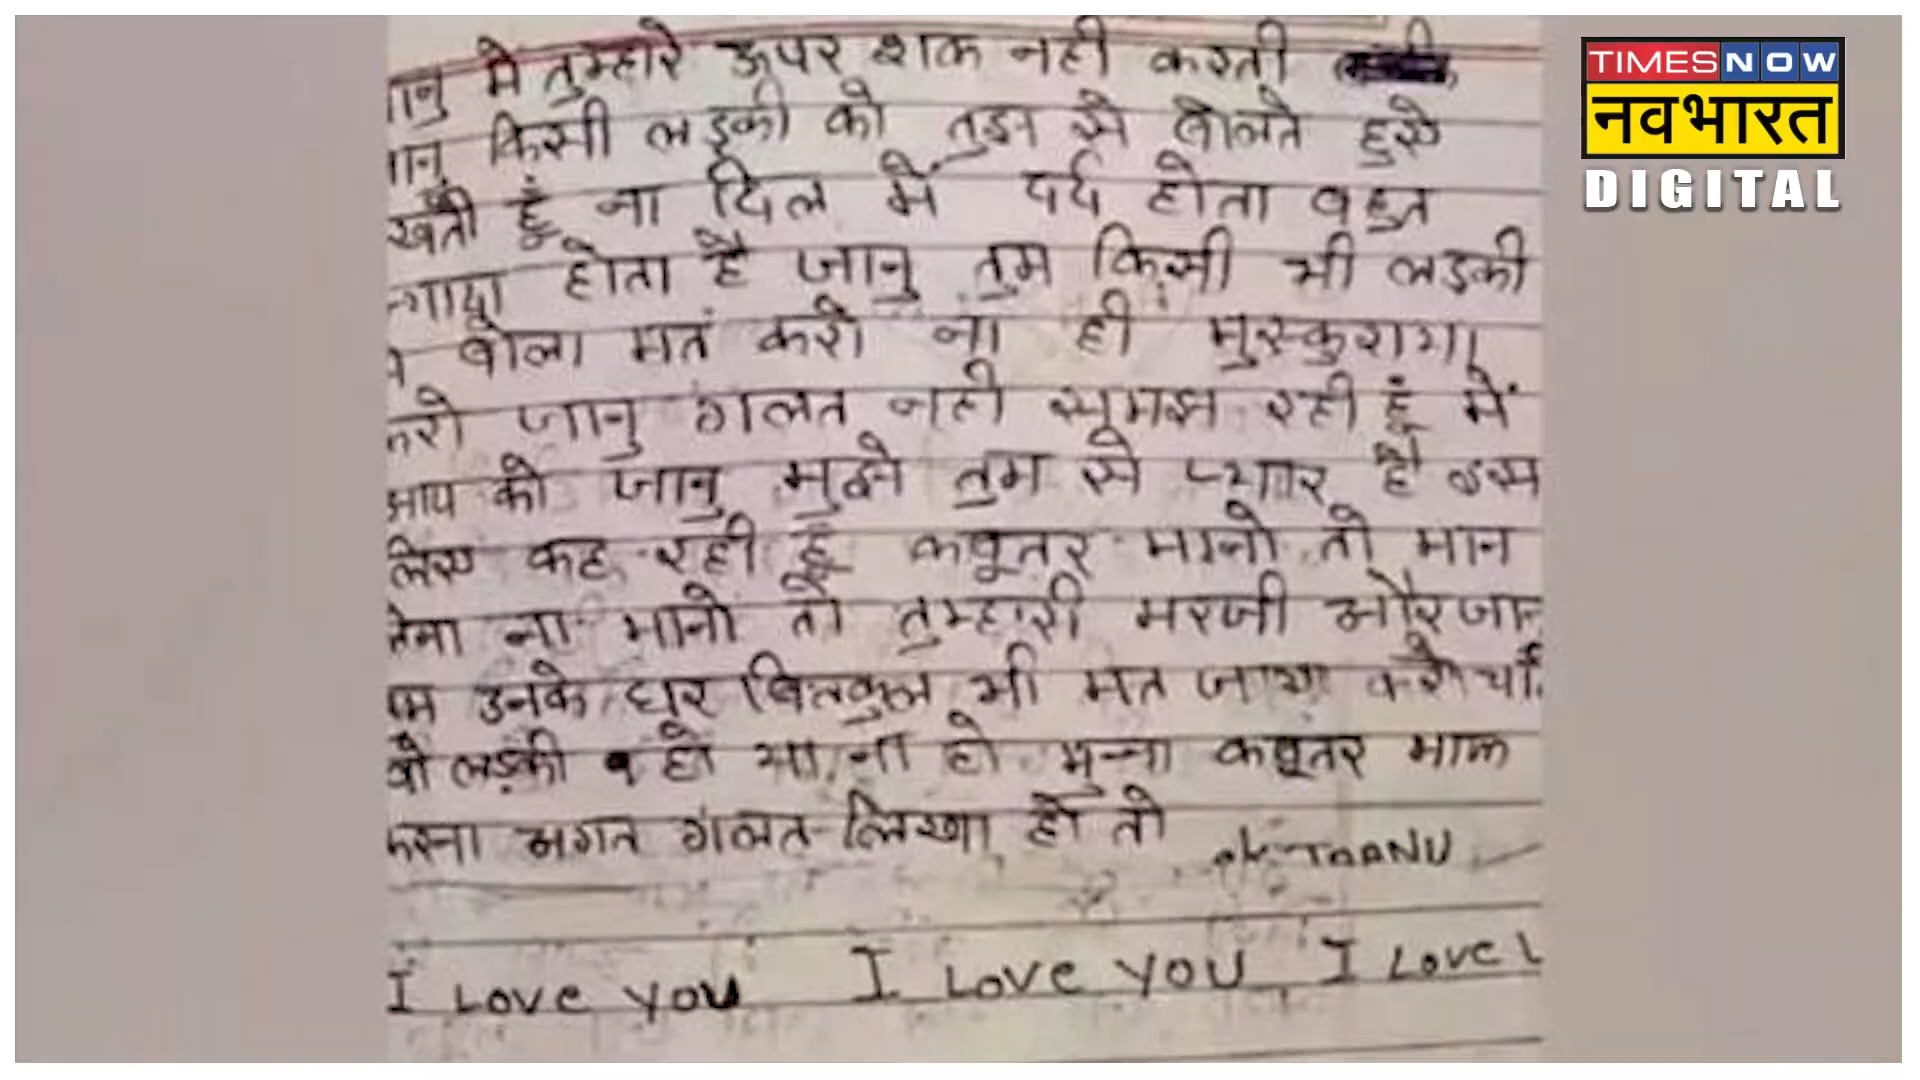 TIMES NOW
नवभारत
DIGITAL
ानु मे तुम्हारे ऊपर शक नही करती
ानु किसी लड़की को तुझ से बोलते हुऐ
खती हूं ना दिल में दर्द होता बहुत
होता है जानु तुम किसी भी लड़की
बोला मत करो ना ही मुस्कुराया
करो जानु गलत नही समझ रही हूं में
आप को जानु मुझे तुम से प्यार है इस
लिए कह रही हूं कबूतर मानो तो मान
लेना ना मानो तो तुम्हारी मरजी और जान
उनके घर बिलकुल भी मत जाया करो
वो लड़की हो या ना हो मुन्ना कबूतर माफ
करना अगर गलत लिखा हो तो
I Love you I Love you I Love